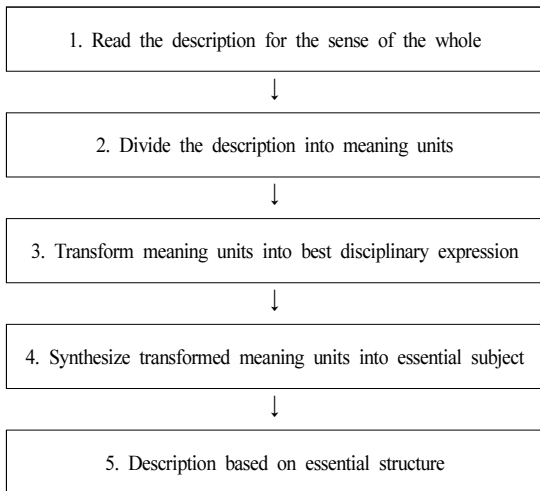 1. Read the description for the sense of the whole
↓
2. Divide the description into meaning units
↓
3. Transform meaning units into best disciplinary expression
↓
4. Synthesize transformed meaning units into essential subject
↓
5. Description based on essential structure